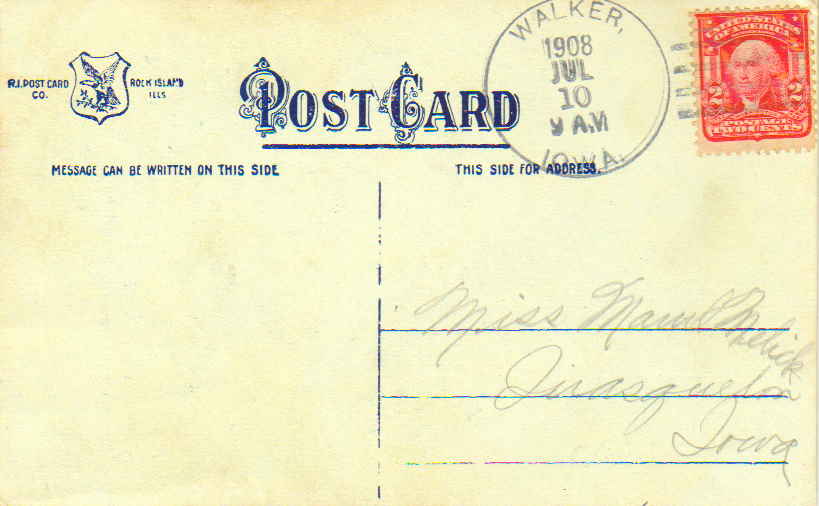 WALKER,
1908
JUL
10
9 A.M
IOWA.
UNITED STATES
OF AMERICA
2 2
POSTAGE
TWO CENTS
R.I. POST CARD
CO.
ROCK ISLAND
ILLS
POST CARD
MESSAGE CAN BE WRITTEN ON THIS SIDE
THIS SIDE FOR ADDRESS.
Miss
Quasqueton
Iowa